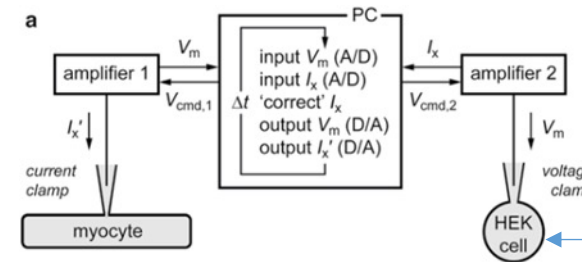 a
PC
V_m
amplifier 1
V_cmd,1
input V_m (A/D)
input I_x (A/D)
Δt 'correct' I_x
output V_m (D/A)
output I_x' (D/A)
I_x
amplifier 2
V_cmd,2
I_x'
current
clamp
myocyte
V_m
HEK
cell